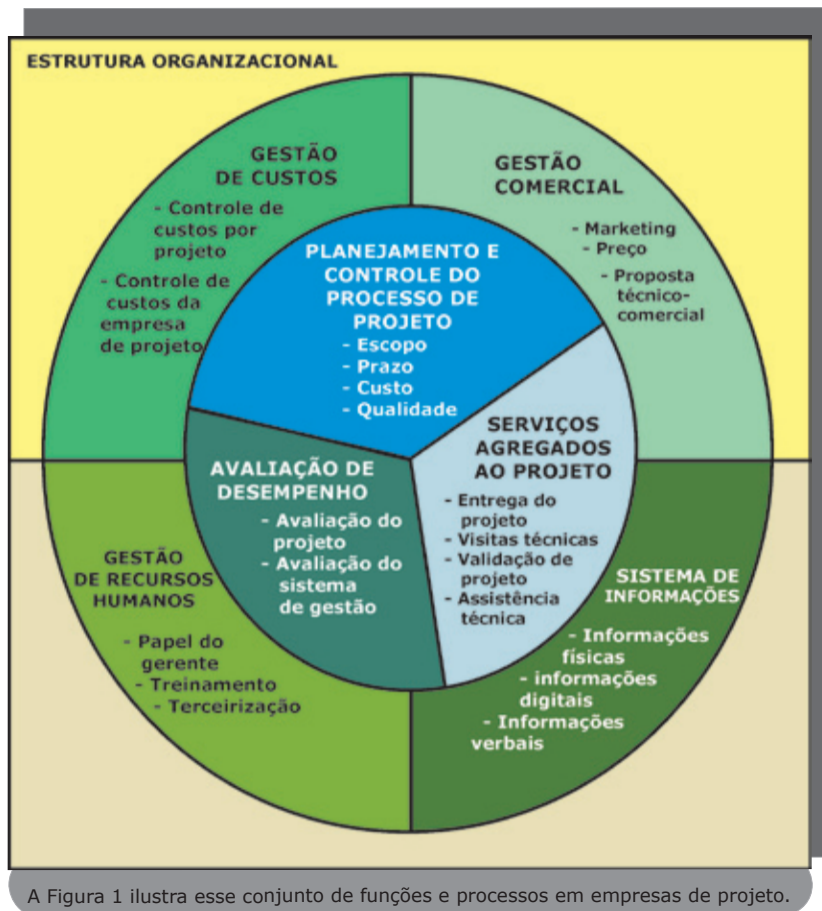 ESTRUTURA ORGANIZACIONAL
GESTÃO
DE CUSTOS
- Controle de
custos por
projeto
- Controle de
custos da
empresa
de projeto
GESTÃO
COMERCIAL
- Marketing
- Preço
- Proposta
técnico-
comercial
PLANEJAMENTO E
CONTROLE DO
PROCESSO DE
PROJETO
- Escopo
- Prazo
- Custo
- Qualidade
SERVIÇOS
AGREGADOS
AO PROJETO
- Entrega do
projeto
- Visitas técnicas
- Validação de
projeto
- Assistência
técnica
AVALIAÇÃO DE
DESEMPENHO
- Avaliação do
projeto
- Avaliação do
sistema
de gestão
GESTÃO
DE RECURSOS
HUMANOS
- Papel do
gerente
- Treinamento
- Terceirização
SISTEMA DE
INFORMAÇÕES
- Informações
físicas
- informações
digitais
- Informações
verbais
A Figura 1 ilustra esse conjunto de funções e processos em empresas de projeto.